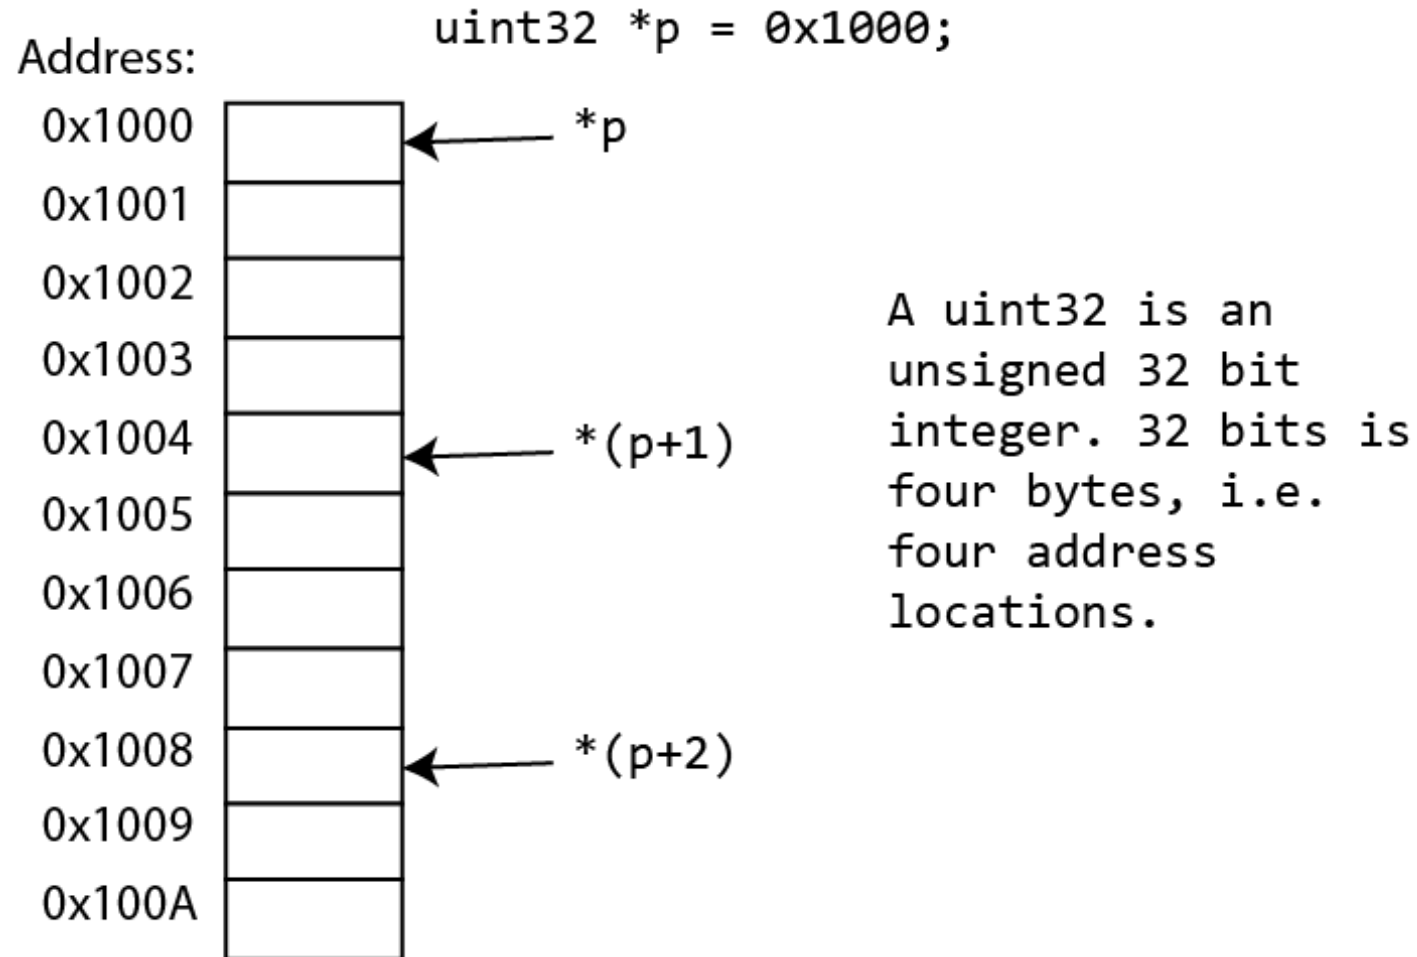 uint32 *p = 0x1000;
Address:
0x1000
*p
0x1001
0x1002
0x1003
0x1004
*(p+1)
0x1005
0x1006
0x1007
0x1008
*(p+2)
0x1009
0x100A
A uint32 is an
unsigned 32 bit
integer. 32 bits is
four bytes, i.e.
four address
locations.